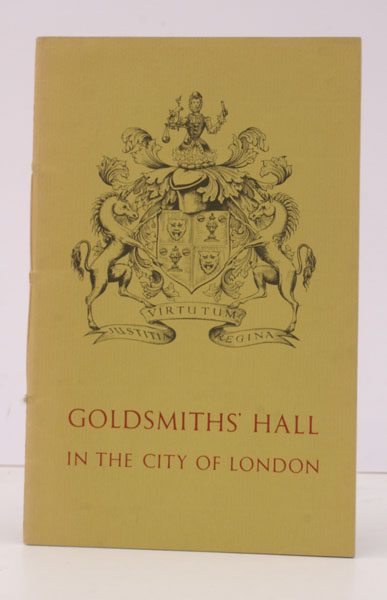 JUSTITIA VIRTUTUM REGINA
GOLDSMITHS' HALL
IN THE CITY OF LONDON